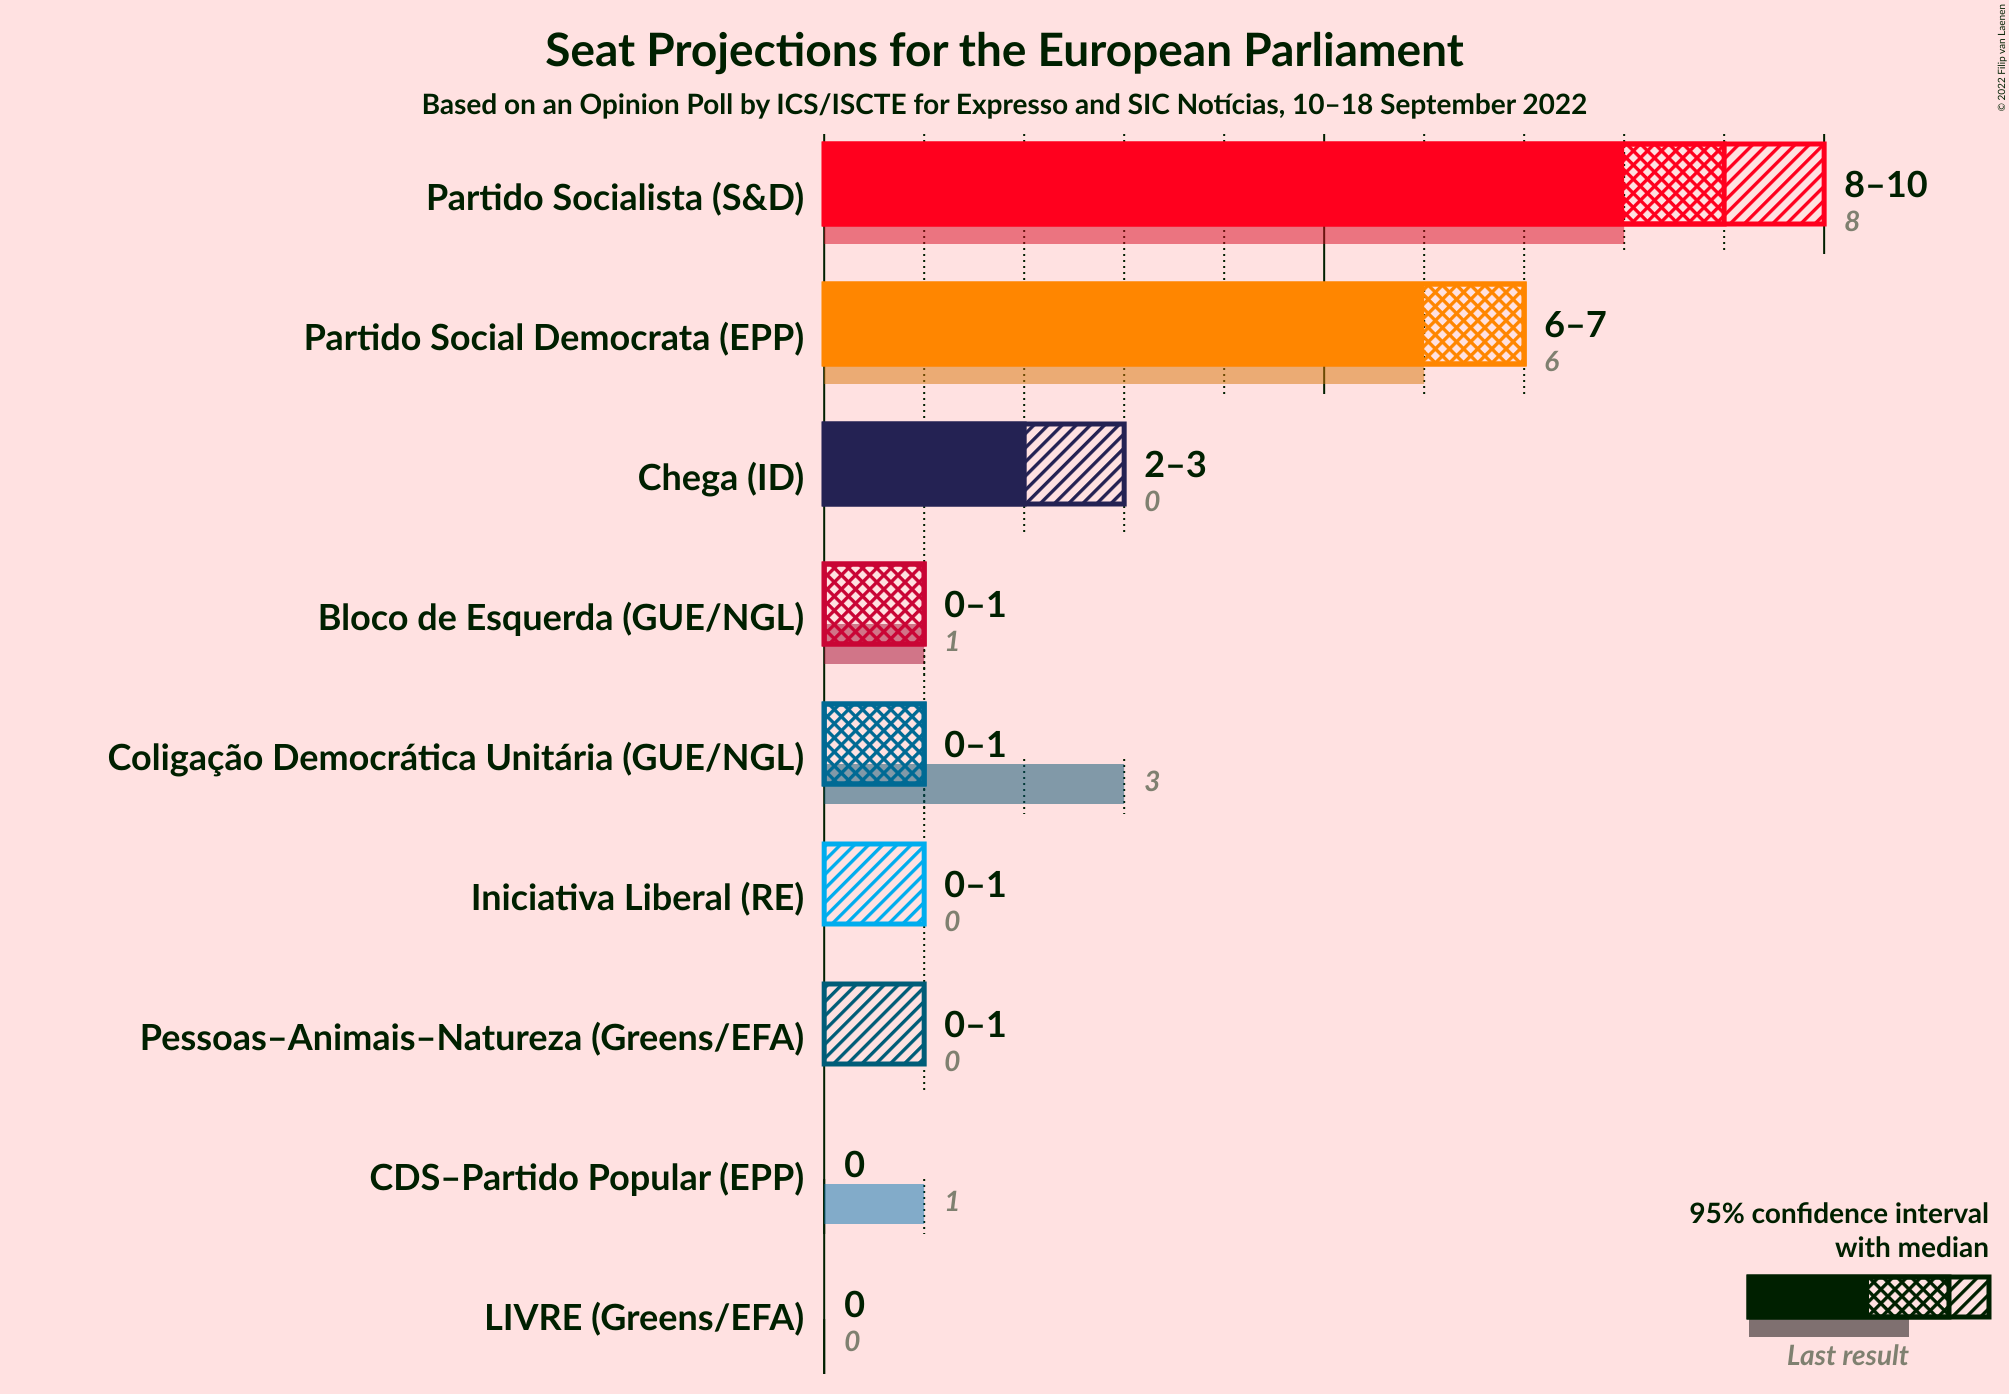 Seat Projections for the European Parliament
Based on an Opinion Poll by ICS/ISCTE for Expresso and SIC Notícias, 10–18 September 2022
© 2022 Filip van Laenen
Partido Socialista (S&D)
8–10
8
Partido Social Democrata (EPP)
6–7
6
Chega (ID)
2–3
0
Bloco de Esquerda (GUE/NGL)
0–1
1
Coligação Democrática Unitária (GUE/NGL)
0–1
3
Iniciativa Liberal (RE)
0–1
0
Pessoas–Animais–Natureza (Greens/EFA)
0–1
0
CDS–Partido Popular (EPP)
0
1
LIVRE (Greens/EFA)
0
0
95% confidence interval
with median
Last result